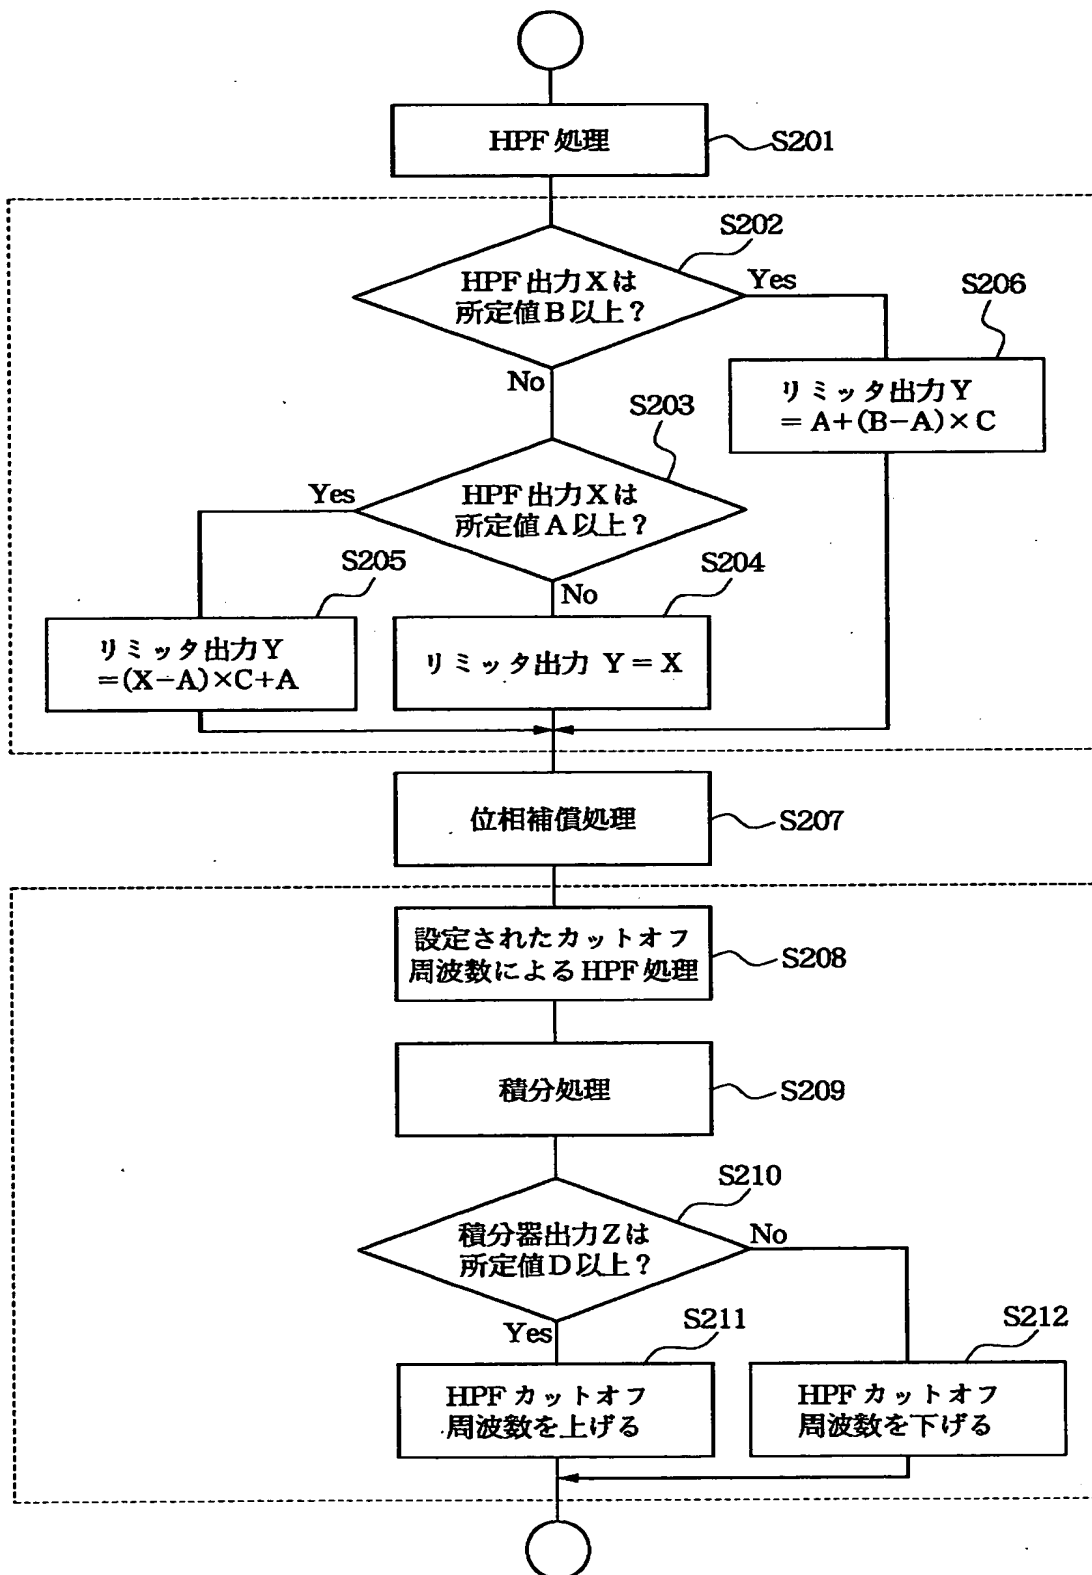 HPF 処理
S201
S202
HPF 出力 X は
所定値 B 以上？
Yes
S206
リミッタ出力 Y
= A+(B−A)×C
No
S203
HPF 出力 X は
所定値 A 以上？
Yes
S205
リミッタ出力 Y
=(X−A)×C+A
No
S204
リミッタ出力 Y = X
位相補償処理
S207
設定されたカットオフ
周波数による HPF 処理
S208
積分処理
S209
S210
積分器出力 Z は
所定値 D 以上？
No
Yes
S211
HPF カットオフ
周波数を上げる
S212
HPF カットオフ
周波数を下げる